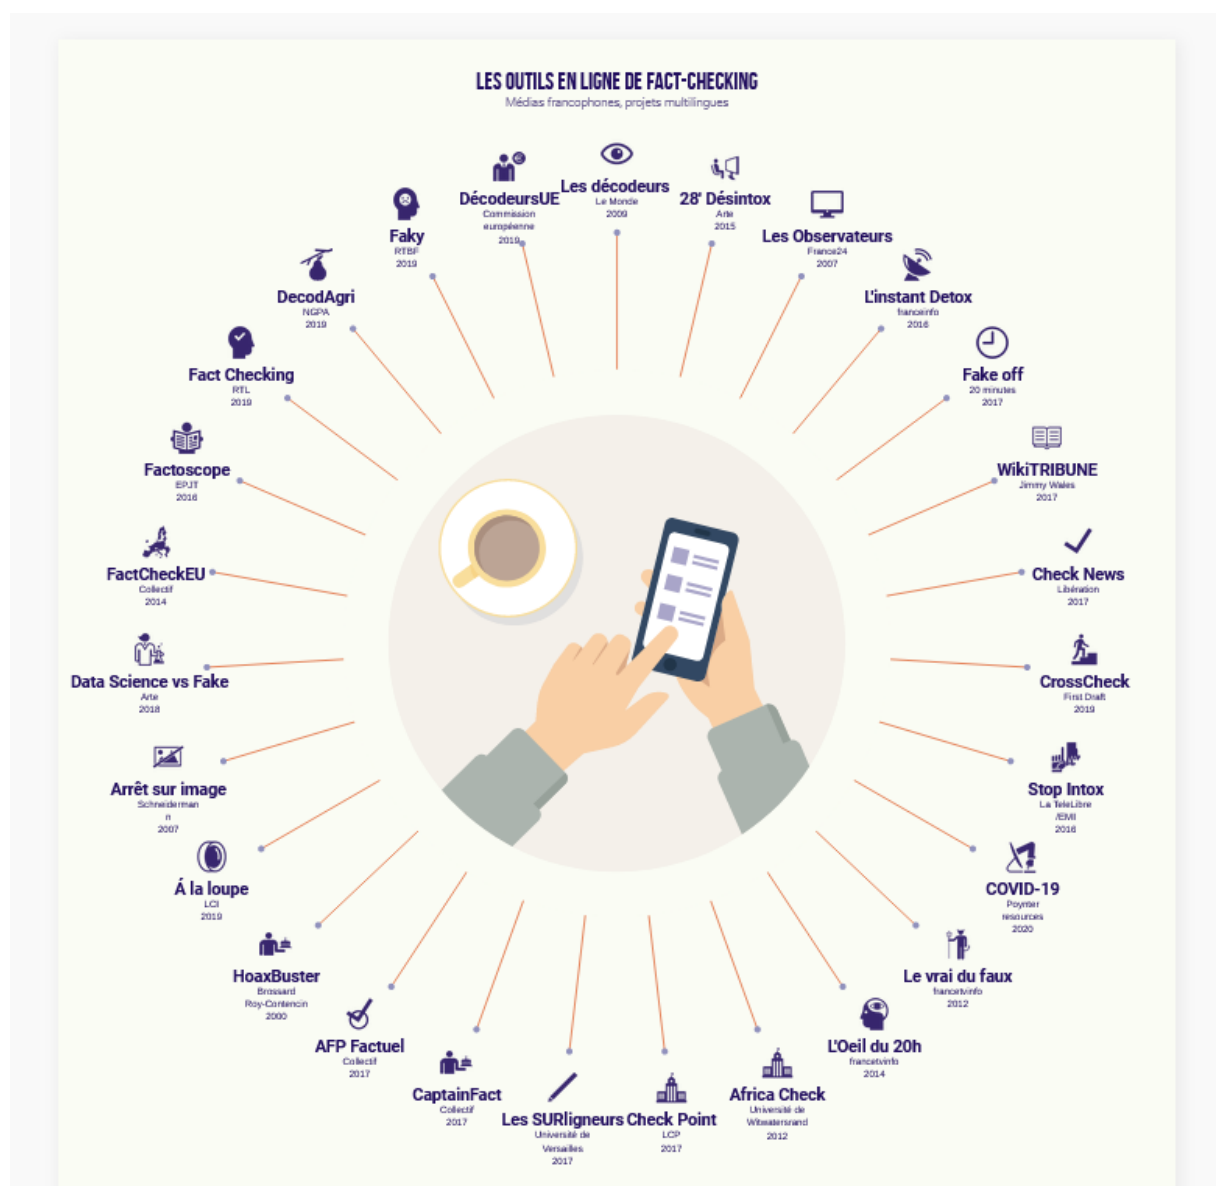 LES OUTILS EN LIGNE DE FACT-CHECKING
Médias francophones, projets multilingues
Les décodeurs
Le Monde
2009
28' Désintox
Arte
2015
Les Observateurs
France24
2007
L'instant Detox
franceinfo
2016
Fake off
20 minutes
2017
WikiTRIBUNE
Jimmy Wales
2017
Check News
Libération
2017
CrossCheck
First Draft
2019
Stop Intox
La TeleLibre
/EMI
2016
COVID-19
Poynter
resources
2020
Le vrai du faux
francetvinfo
2012
L'Oeil du 20h
francetvinfo
2014
Africa Check
Université de
Witwatersrand
2012
Check Point
LCP
2017
Les SURligneurs
Université de
Versailles
2017
CaptainFact
Collectif
2017
AFP Factuel
Collectif
2017
HoaxBuster
Brossard
Roy-Contencin
2000
Á la loupe
LCI
2019
Arrêt sur image
Schneiderman
n
2007
Data Science vs Fake
Arte
2018
FactCheckEU
Collectif
2014
Factoscope
EPJT
2016
Fact Checking
RTL
2019
DecodAgri
NGPA
2019
Faky
RTBF
2019
DécodeursUE
Commission
européenne
2019